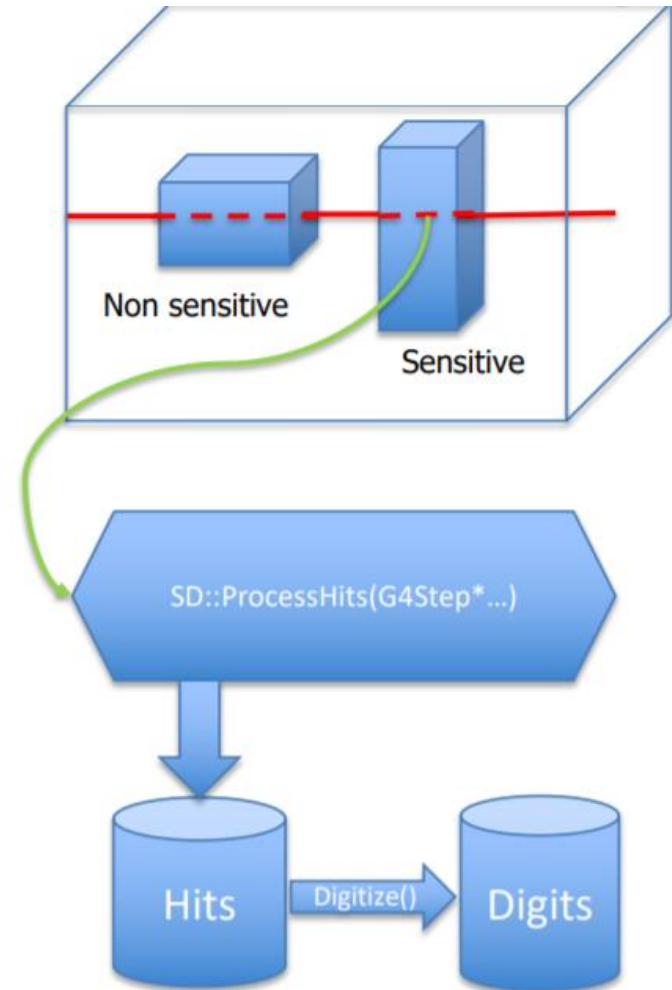 Non sensitive
Sensitive
SD::ProcessHits(G4Step*...)
Hits
Digitize()
Digits